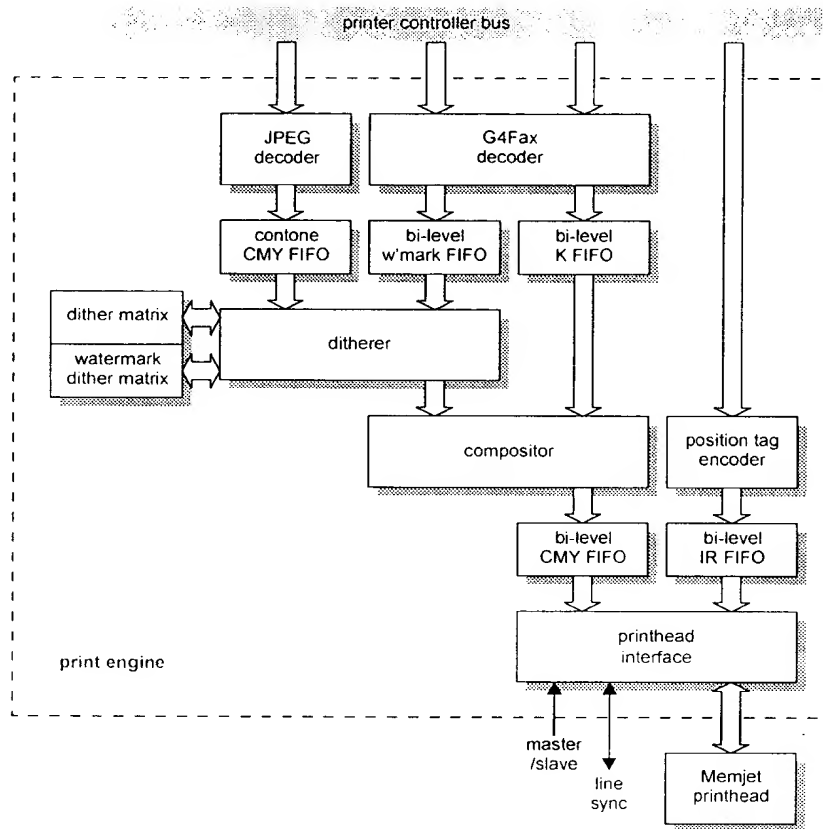 printer controller bus
JPEG
decoder
G4Fax
decoder
contone
CMY FIFO
bi-level
w'mark FIFO
bi-level
K FIFO
dither matrix
watermark
dither matrix
ditherer
compositor
position tag
encoder
bi-level
CMY FIFO
bi-level
IR FIFO
printhead
interface
print engine
master
/slave
line
sync
Memjet
printhead